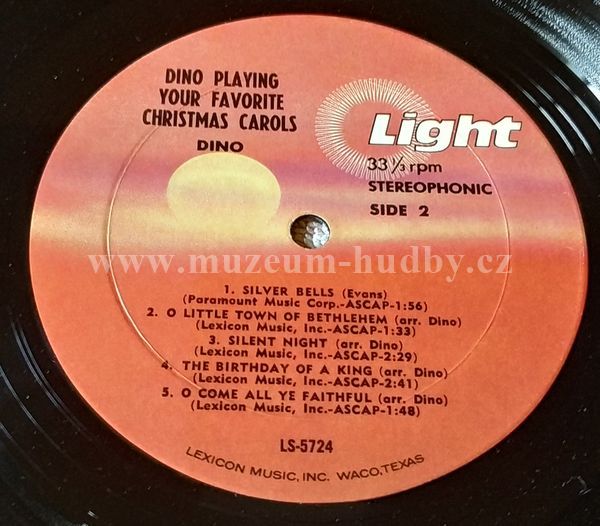 DINO PLAYING
YOUR FAVORITE
CHRISTMAS CAROLS
DINO
Light
33⅓ rpm
STEREOPHONIC
SIDE 2
www.muzeum-hudby.cz
1. SILVER BELLS (Evans)
(Paramount Music Corp.-ASCAP-1:56)
2. O LITTLE TOWN OF BETHLEHEM (arr. Dino)
(Lexicon Music, Inc.-ASCAP-1:33)
3. SILENT NIGHT (arr. Dino)
(Lexicon Music, Inc.-ASCAP-2:29)
4. THE BIRTHDAY OF A KING (arr. Dino)
(Lexicon Music, Inc.-ASCAP-2:41)
5. O COME ALL YE FAITHFUL (arr. Dino)
(Lexicon Music, Inc.-ASCAP-1:48)
LS-5724
LEXICON MUSIC, INC. WACO, TEXAS